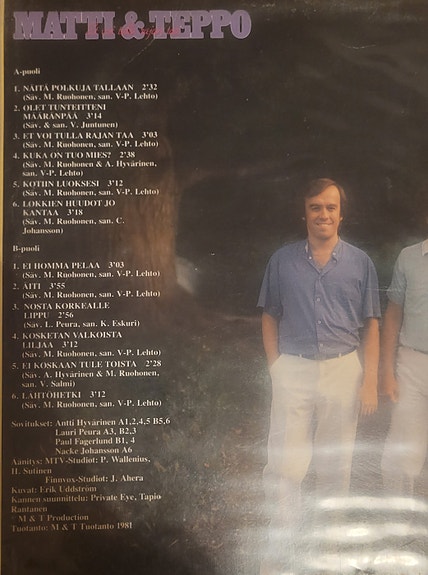 MATTI & TEPPO
A-puoli
1. NÄITÄ POLKUJA TALLAAN 2'32
(Säv. M. Ruohonen, san. V-P. Lehto)
2. OLET TUNTEITTENI
MÄÄRÄNPÄÄ 3'14
(Säv. & san. V. Juntunen)
3. ET VOI TULLA RAJAN TAA 3'03
(Säv. M. Ruohonen, san. V-P. Lehto)
4. KUKA ON TUO MIES? 2'38
(Säv. M. Ruohonen & A. Hyvärinen,
san. V-P. Lehto)
5. KOTIIN LUOKSESI 3'12
(Säv. M. Ruohonen, san. V-P. Lehto)
6. LOKKIEN HUUDOT JO
KANTAA 3'18
(Säv. M. Ruohonen, san. C.
Johansson)
B-puoli
1. EI HOMMA PELAA 3'03
(Säv. M. Ruohonen, san. V-P. Lehto)
2. ÄITI 3'55
(Säv. M. Ruohonen, san. V-P. Lehto)
3. NOSTA KORKEALLE
LIPPU 2'56
(Säv. L. Peura, san. K. Eskuri)
4. KOSKETAN VALKOISTA
LILJAA 3'12
(Säv. M. Ruohonen, san. V-P. Lehto)
5. EI KOSKAAN TULE TOISTA 2'28
(Säv. A. Hyvärinen & M. Ruohonen,
san. V. Salmi)
6. LÄHTÖHETKI 3'12
(Säv. M. Ruohonen, san. V-P. Lehto)
Sovitukset: Antti Hyvärinen A1,2,4,5 B5,6
Lauri Peura A3, B2,3
Paul Fagerlund B1, 4
Nacke Johansson A6
Äänitys: MTV-Studiot: P. Wallenius,
H. Sutinen
Finnvox-Studiot: J. Ahera
Kuvat: Erik Uddström
Kannen suunnittelu: Private Eye, Tapio
Rantanen
M & T Production
Tuotanto: M & T Tuotanto 1981